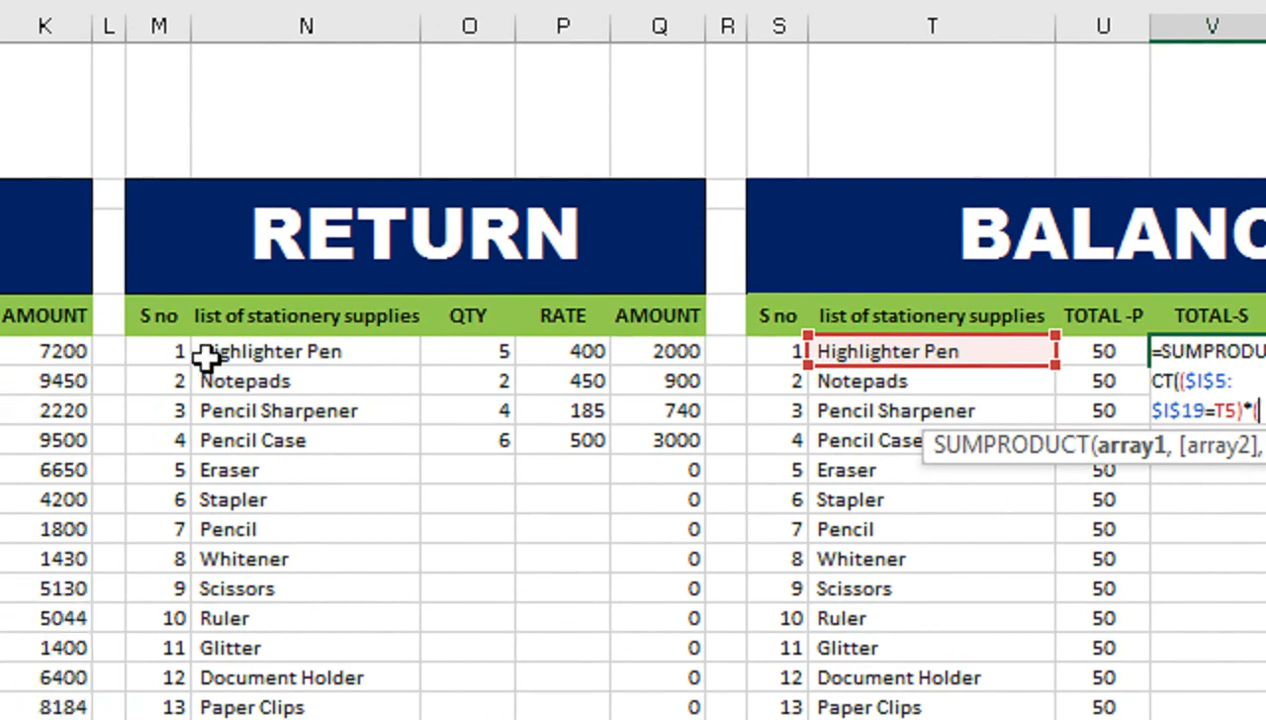 K L M N O P Q R S T U V
RETURN BALANC
AMOUNT S no list of stationery supplies QTY RATE AMOUNT S no list of stationery supplies TOTAL -P TOTAL-S
7200 1 Highlighter Pen 5 400 2000 1 Highlighter Pen 50 =SUMPRODU
9450 2 Notepads 2 450 900 2 Notepads 50 CT(($I$5:
2220 3 Pencil Sharpener 4 185 740 3 Pencil Sharpener 50 $I$19=T5)*(
9500 4 Pencil Case 6 500 3000 4 Pencil Case SUMPRODUCT(array1, [array2],
6650 5 Eraser 0 5 Eraser 50
4200 6 Stapler 0 6 Stapler 50
1800 7 Pencil 0 7 Pencil 50
1430 8 Whitener 0 8 Whitener 50
5130 9 Scissors 0 9 Scissors 50
5044 10 Ruler 0 10 Ruler 50
1400 11 Glitter 0 11 Glitter 50
6400 12 Document Holder 0 12 Document Holder 50
8184 13 Paper Clips 0 13 Paper Clips 50